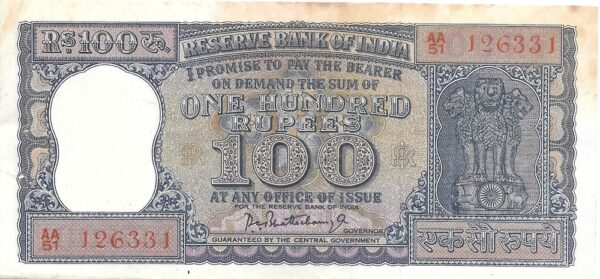 RS.100रु.
RESERVE BANK OF INDIA
AA
51 126331
I PROMISE TO PAY THE BEARER
ON DEMAND THE SUM OF
ONE HUNDRED
RUPEES
100
AT ANY OFFICE OF ISSUE
FOR THE RESERVE BANK OF INDIA
GOVERNOR
GUARANTEED BY THE CENTRAL GOVERNMENT
AA
51 126331
एक सौ रुपये